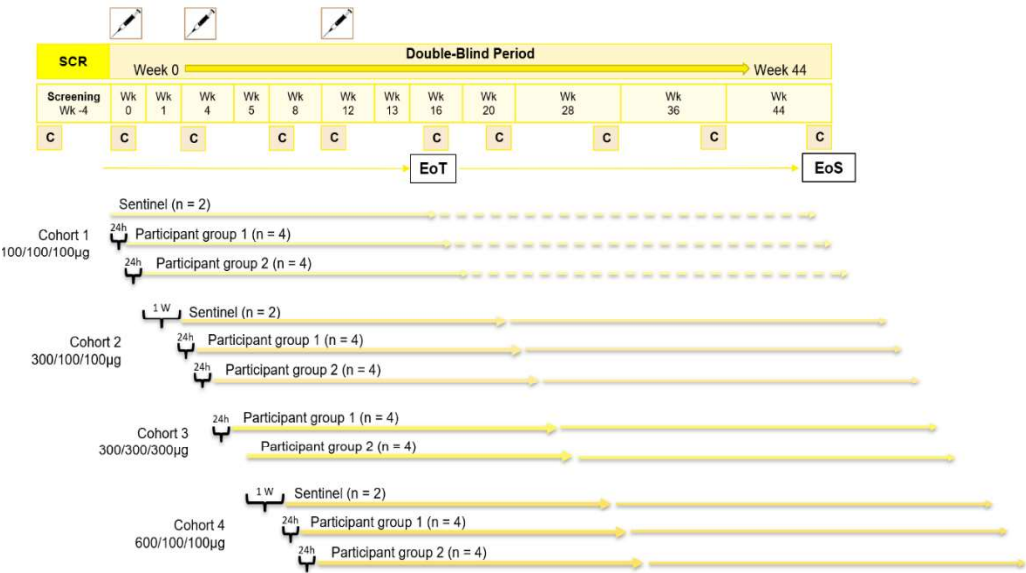 SCR
Double-Blind Period
Week 0
Week 44
Screening Wk -4
Wk 0
Wk 1
Wk 4
Wk 5
Wk 8
Wk 12
Wk 13
Wk 16
Wk 20
Wk 28
Wk 36
Wk 44
C C C C C C C C C C
EoT
EoS
Sentinel (n = 2)
Cohort 1
100/100/100µg
24h
Participant group 1 (n = 4)
24h
Participant group 2 (n = 4)
1 W
Sentinel (n = 2)
Cohort 2
300/100/100µg
24h
Participant group 1 (n = 4)
24h
Participant group 2 (n = 4)
Cohort 3
300/300/300µg
24h
Participant group 1 (n = 4)
Participant group 2 (n = 4)
1 W
Sentinel (n = 2)
Cohort 4
600/100/100µg
24h
Participant group 1 (n = 4)
24h
Participant group 2 (n = 4)